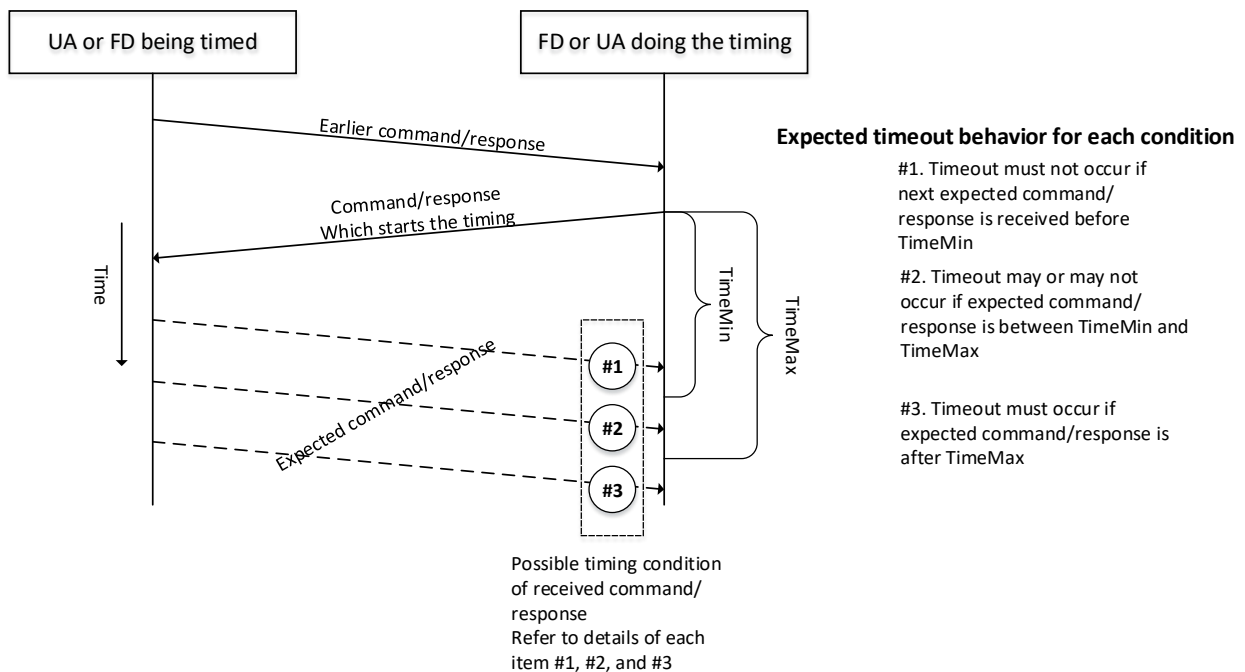 UA or FD being timed
FD or UA doing the timing
Earlier command/response
Command/response
Which starts the timing
Time
TimeMin
TimeMax
Expected command/response
#1
#2
#3
Possible timing condition
of received command/
response
Refer to details of each
item #1, #2, and #3
Expected timeout behavior for each condition
#1. Timeout must not occur if
next expected command/
response is received before
TimeMin
#2. Timeout may or may not
occur if expected command/
response is between TimeMin and
TimeMax
#3. Timeout must occur if
expected command/response is
after TimeMax